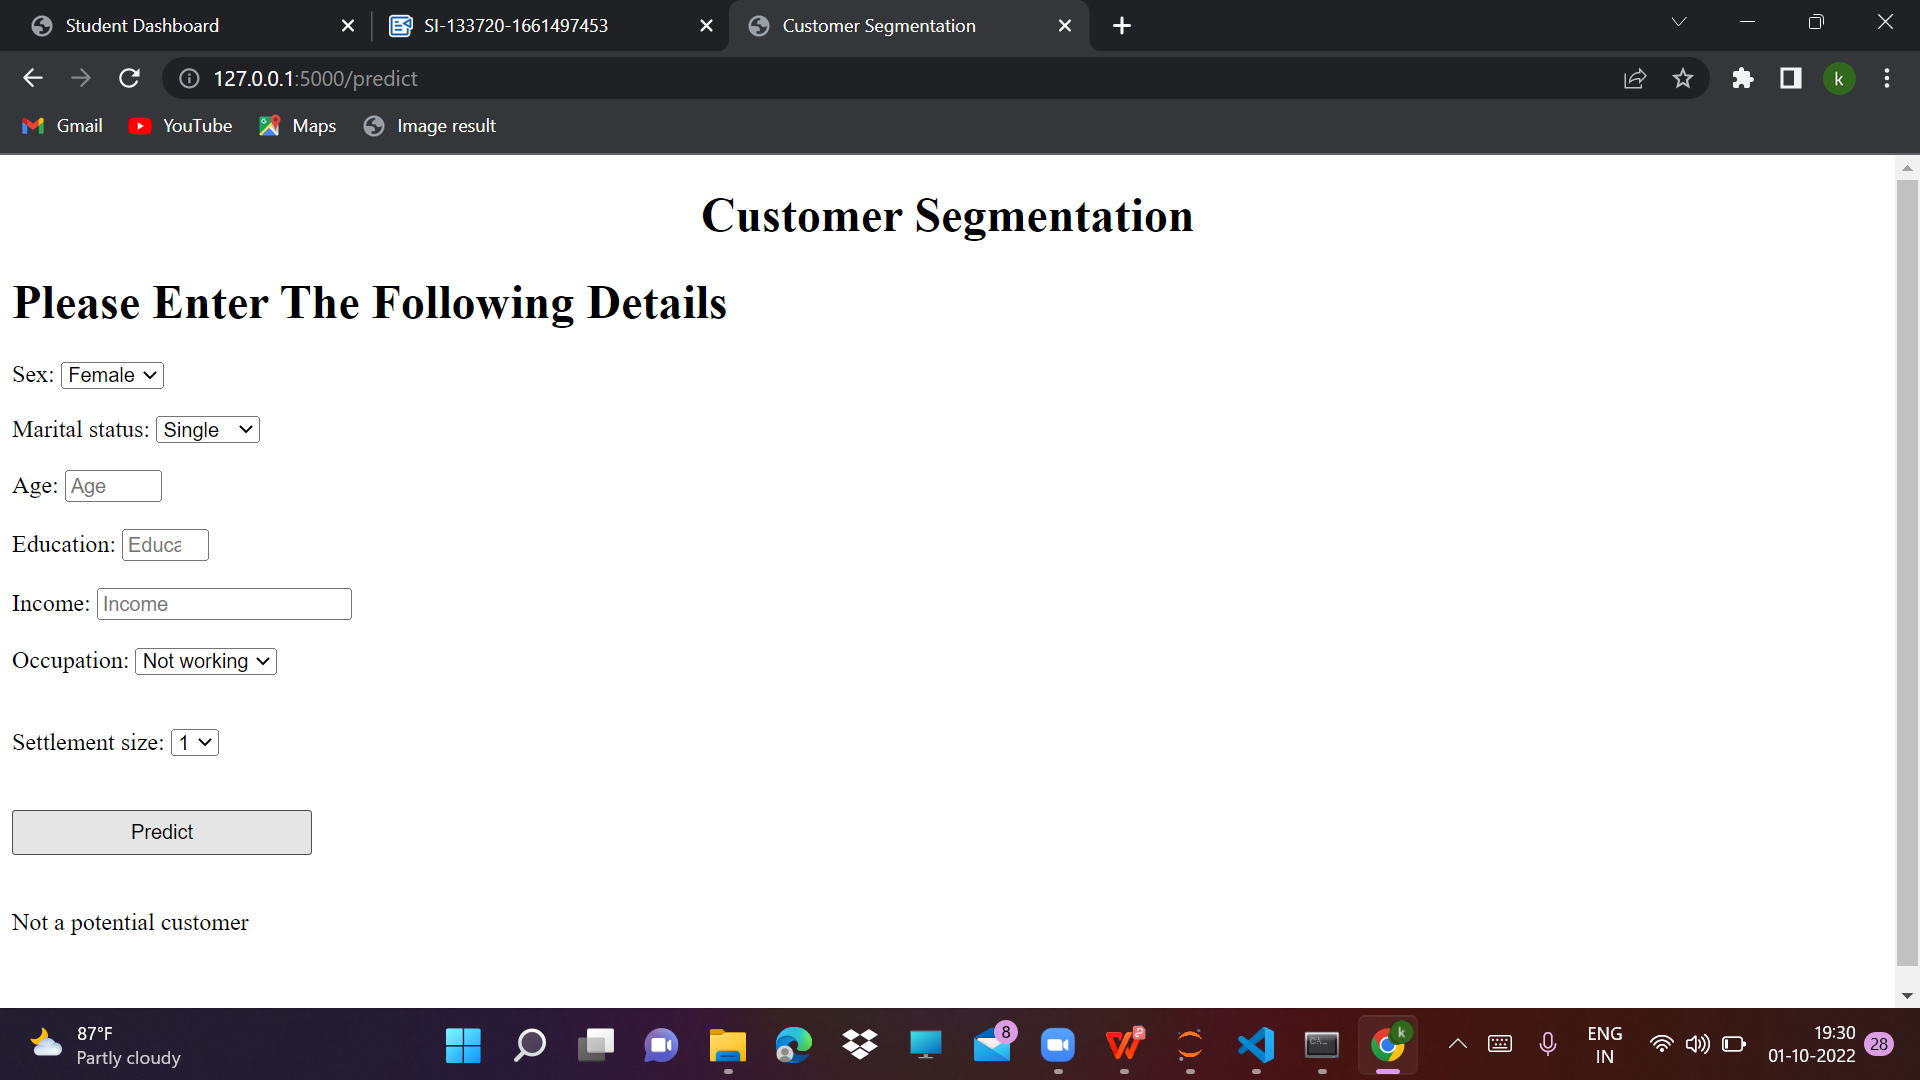 Student Dashboard
SI-133720-1661497453
Customer Segmentation
127.0.0.1:5000/predict
k
Gmail
YouTube
Maps
Image result
Customer Segmentation
Please Enter The Following Details
Sex: Female
Marital status: Single
Age: Age
Education: Educa
Income: Income
Occupation: Not working
Settlement size: 1
Predict
Not a potential customer
87°F
Partly cloudy
8
k
ENG
IN
19:30
01-10-2022
28